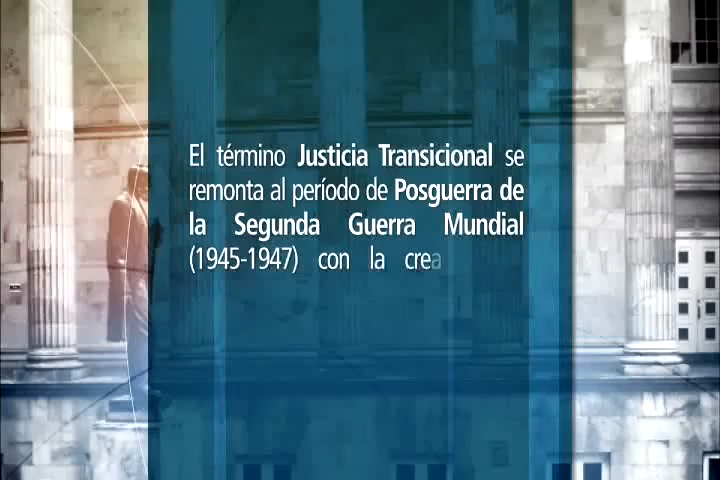 El término Justicia Transicional se
remonta al período de Posguerra de
la Segunda Guerra Mundial
(1945-1947) con la crea